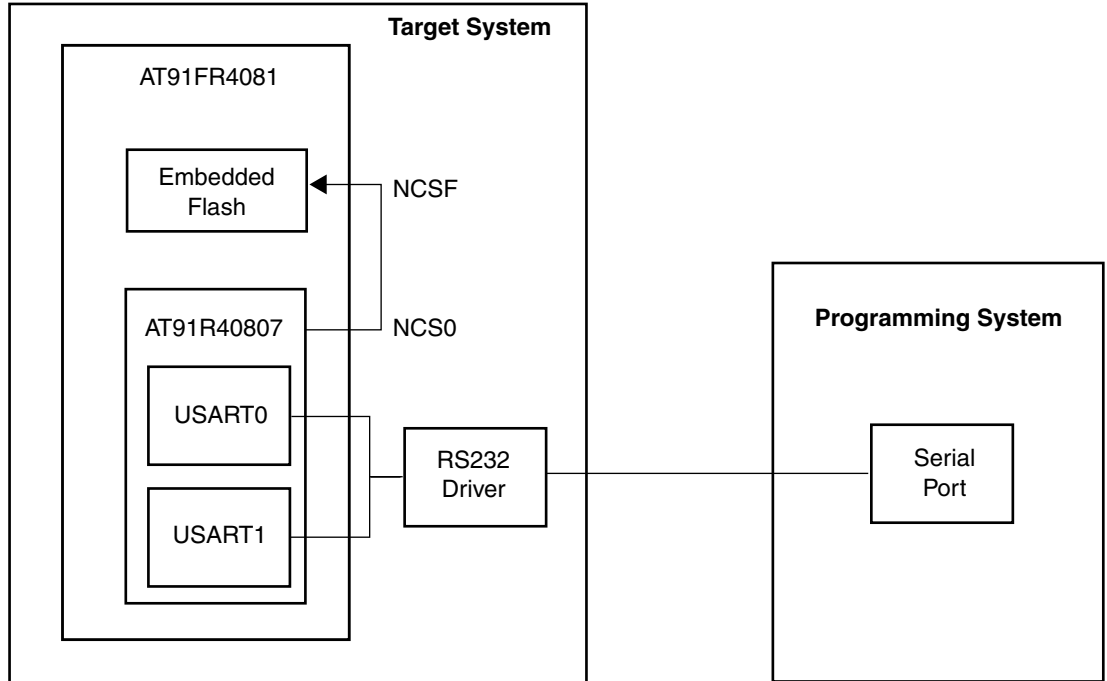 Target System
AT91FR4081
Embedded
Flash
NCSF
AT91R40807
NCS0
USART0
USART1
RS232
Driver
Programming System
Serial
Port